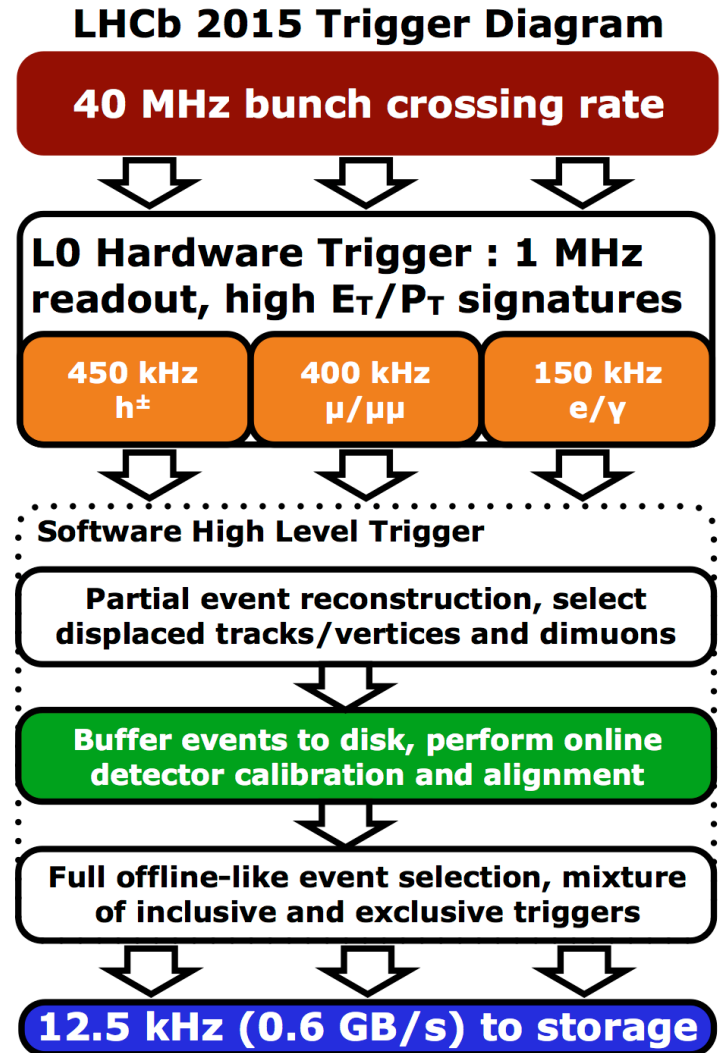 LHCb 2015 Trigger Diagram
40 MHz bunch crossing rate
L0 Hardware Trigger : 1 MHz
readout, high E_T/P_T signatures
450 kHz
h±
400 kHz
μ/μμ
150 kHz
e/γ
Software High Level Trigger
Partial event reconstruction, select
displaced tracks/vertices and dimuons
Buffer events to disk, perform online
detector calibration and alignment
Full offline-like event selection, mixture
of inclusive and exclusive triggers
12.5 kHz (0.6 GB/s) to storage